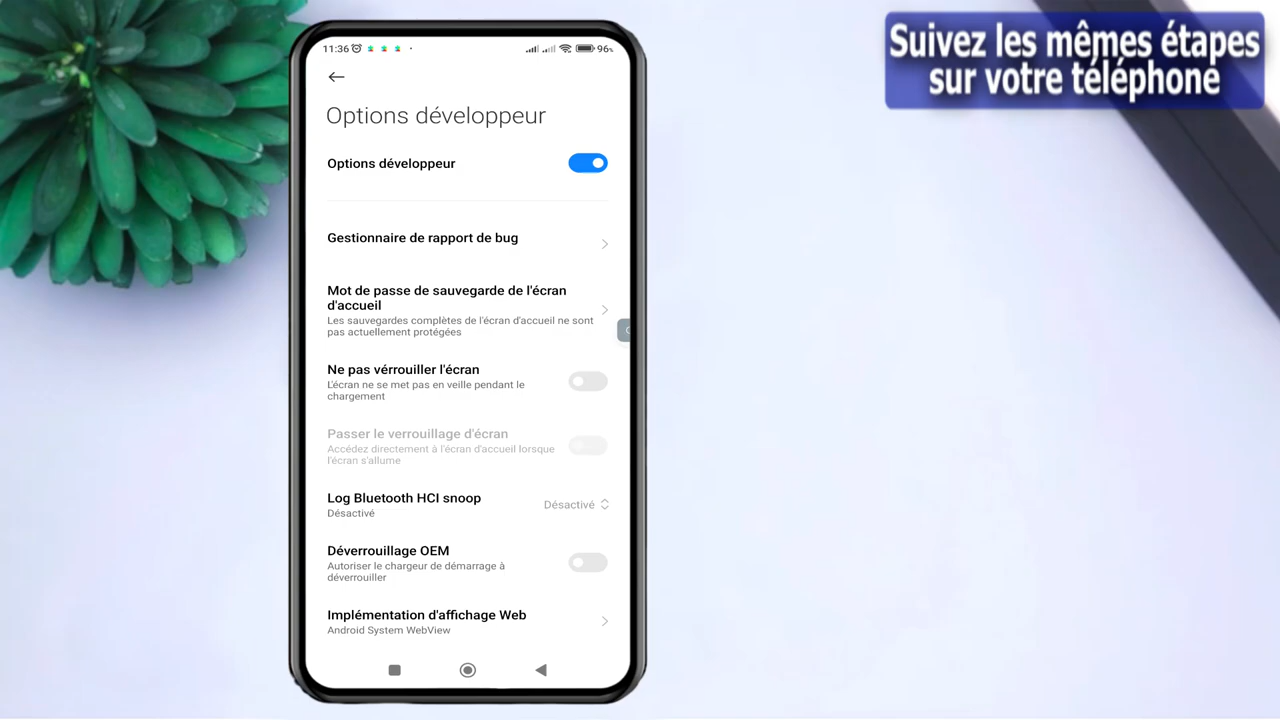 Suivez les mêmes étapes
sur votre téléphone
11:36
96%
Options développeur
Options développeur
Gestionnaire de rapport de bug
Mot de passe de sauvegarde de l'écran
d'accueil
Les sauvegardes complètes de l'écran d'accueil ne sont
pas actuellement protégées
Ne pas vérrouiller l'écran
L'écran ne se met pas en veille pendant le
chargement
Passer le verrouillage d'écran
Accédez directement à l'écran d'accueil lorsque
l'écran s'allume
Log Bluetooth HCI snoop
Désactivé
Désactivé
Déverrouillage OEM
Autoriser le chargeur de démarrage à
déverrouiller
Implémentation d'affichage Web
Android System WebView